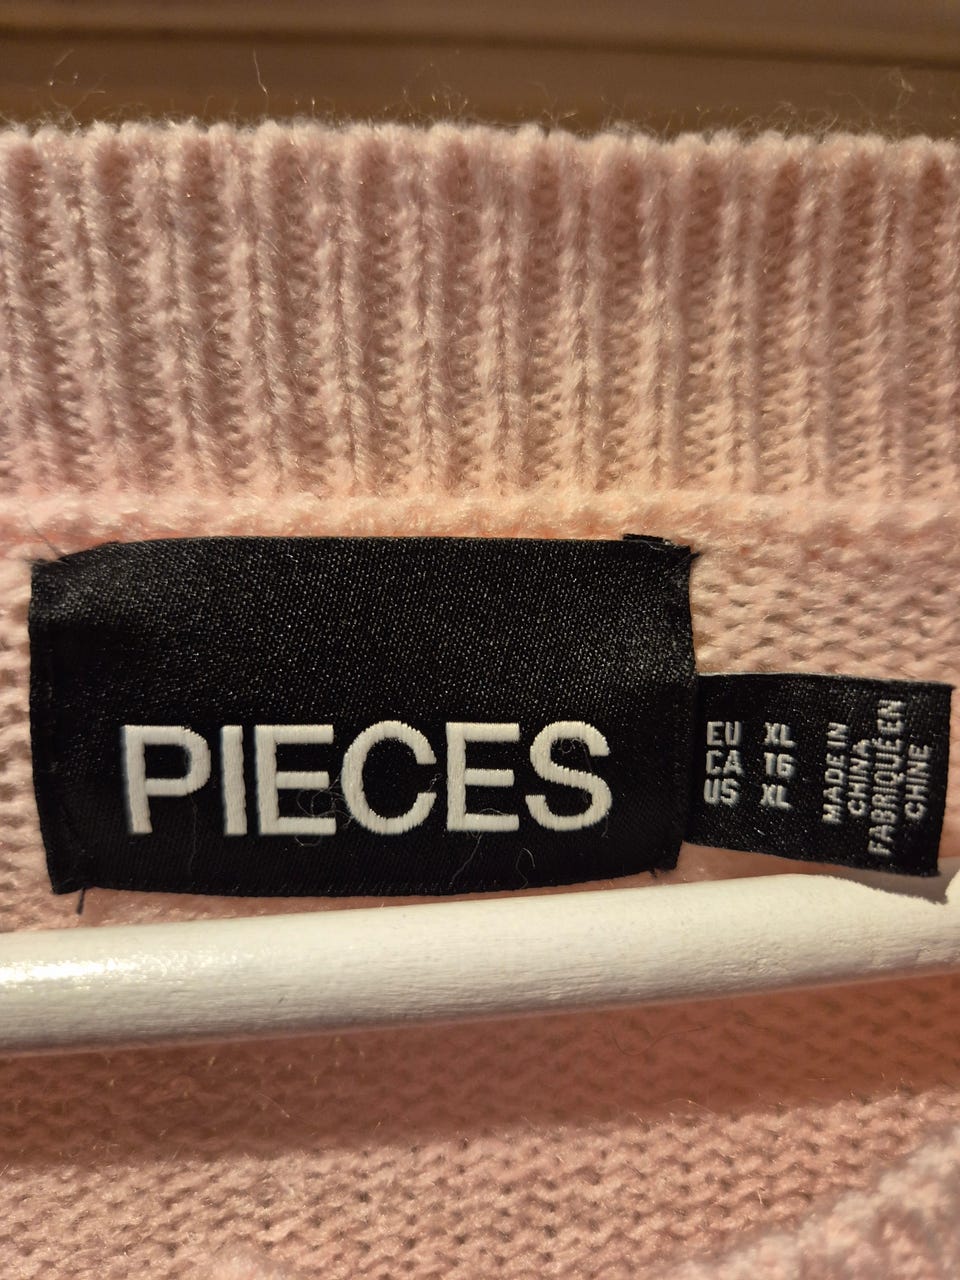 PIECES
EU XL
CA 16
US XL
MADE IN
CHINA
FABRIQUÉ EN
CHINE